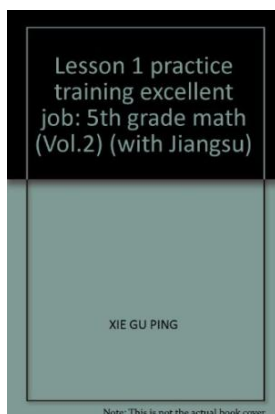 Lesson 1 practice
training excellent
job: 5th grade math
(Vol.2) (with Jiangsu)
XIE GU PING
Note: This is not the actual book cover